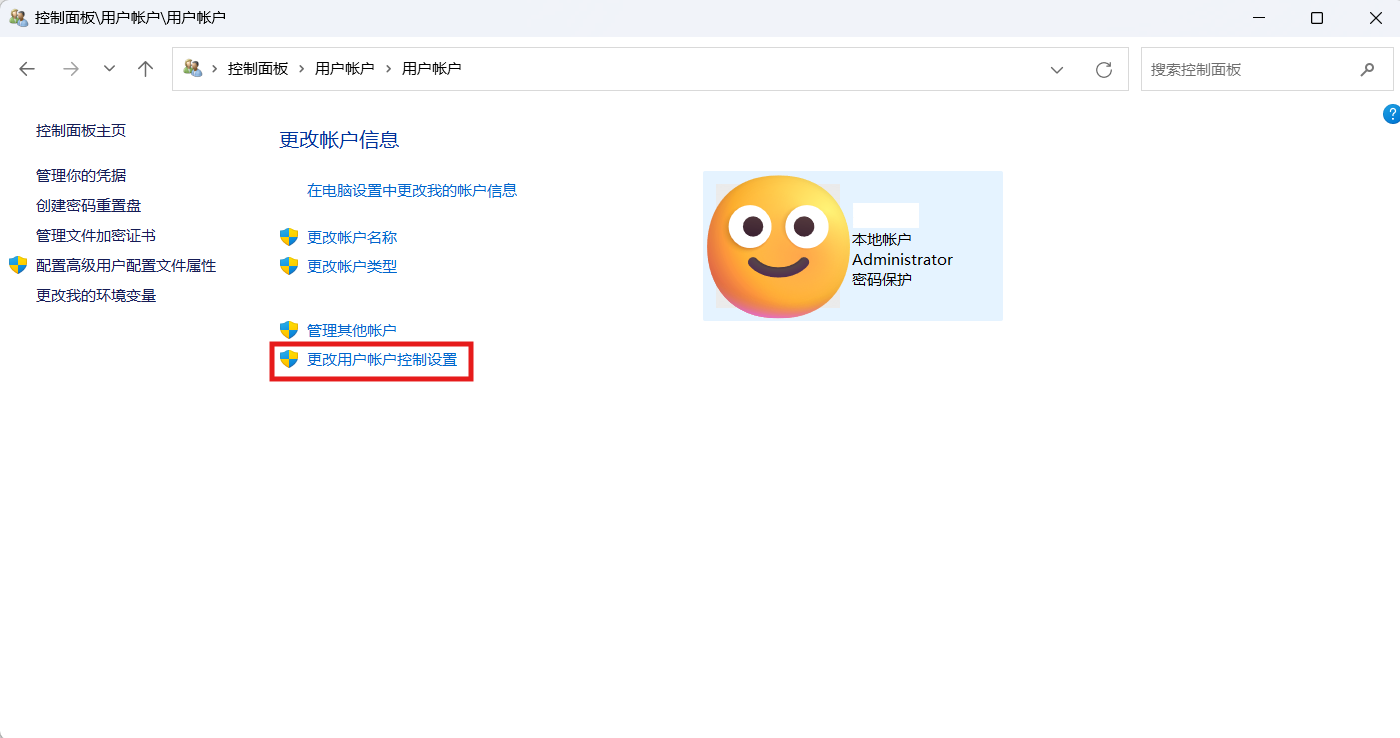 控制面板\用户帐户\用户帐户
控制面板 › 用户帐户 › 用户帐户
搜索控制面板
控制面板主页
管理你的凭据
创建密码重置盘
管理文件加密证书
配置高级用户配置文件属性
更改我的环境变量
更改帐户信息
在电脑设置中更改我的帐户信息
更改帐户名称
更改帐户类型
管理其他帐户
更改用户帐户控制设置
本地帐户
Administrator
密码保护
?